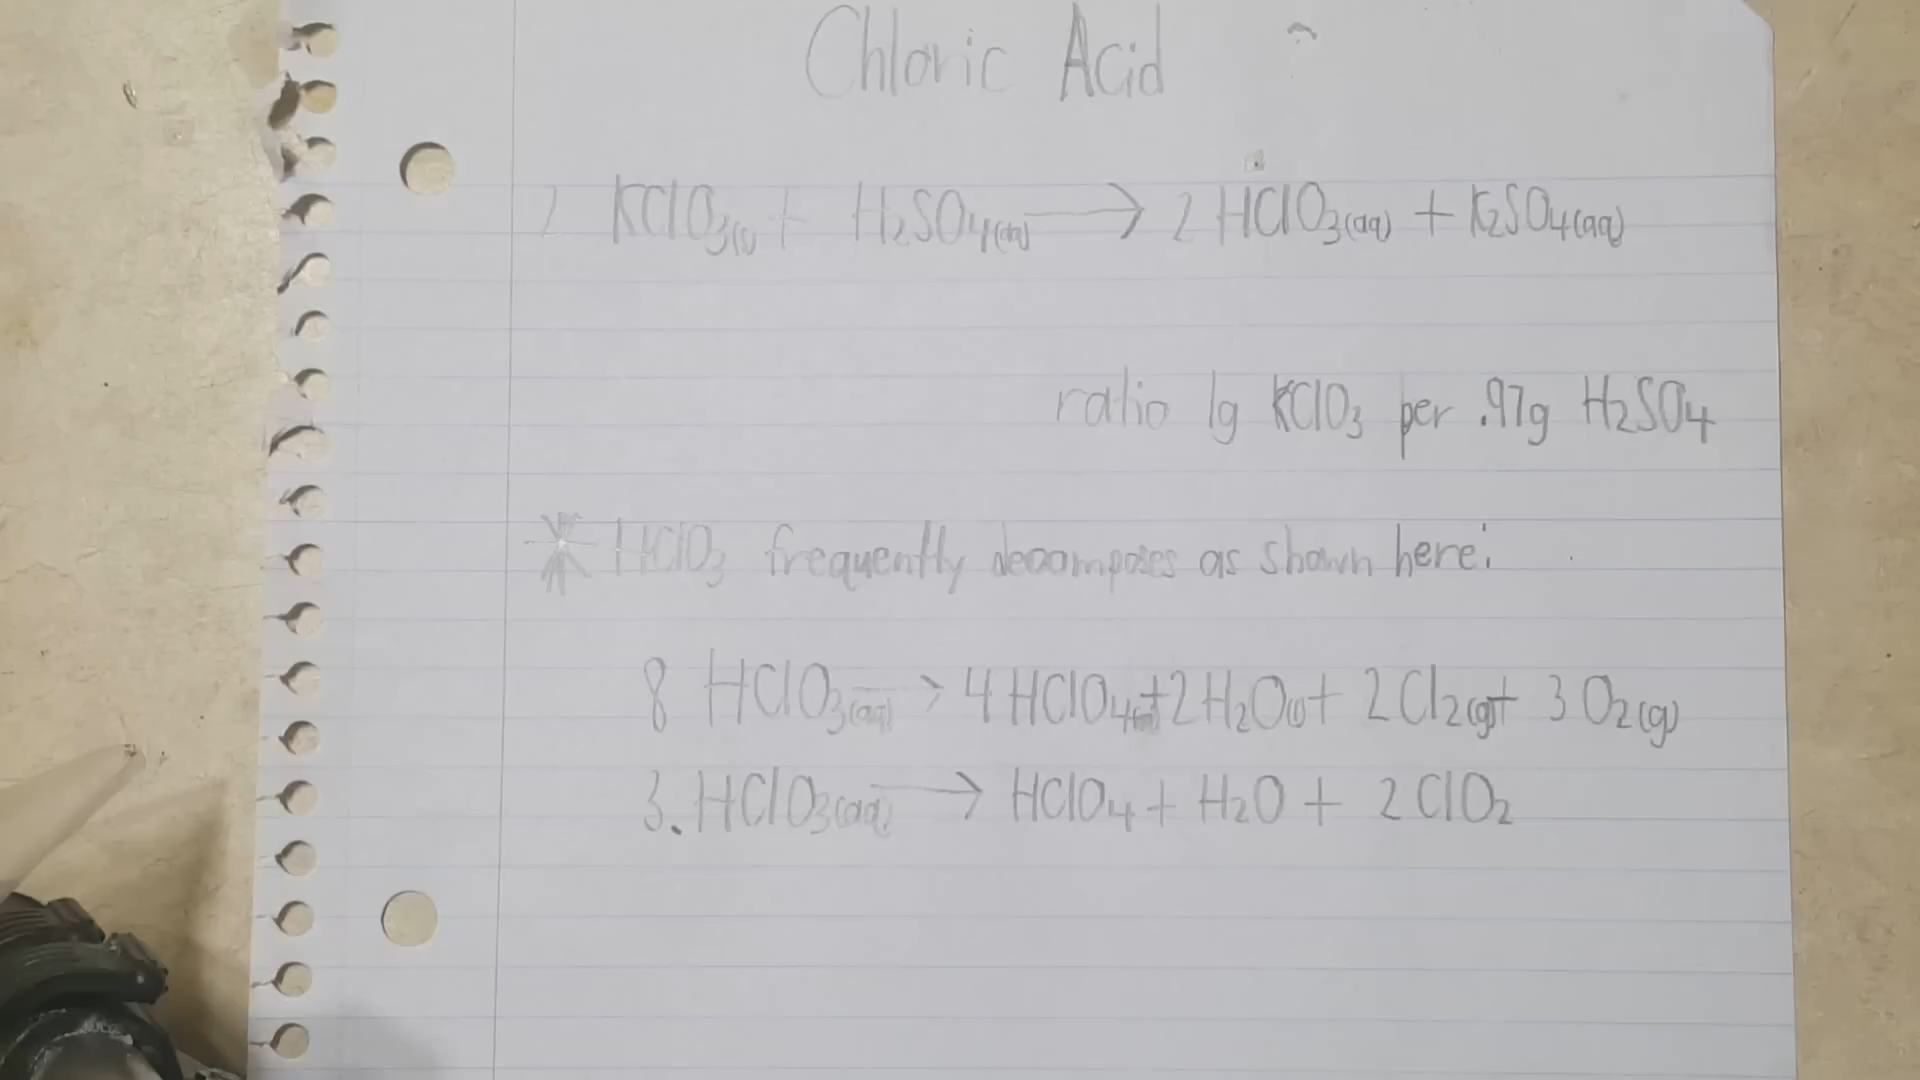 Chloric Acid
2 KClO3(s) + H2SO4(aq) → 2 HClO3(aq) + K2SO4(aq)
ratio 1g KClO3 per .97g H2SO4
* HClO3 frequently decomposes as shown here:
8 HClO3(aq) → 4 HClO4(aq) + 2 H2O(l) + 2 Cl2(g) + 3 O2(g)
3. HClO3(aq) → HClO4 + H2O + 2 ClO2